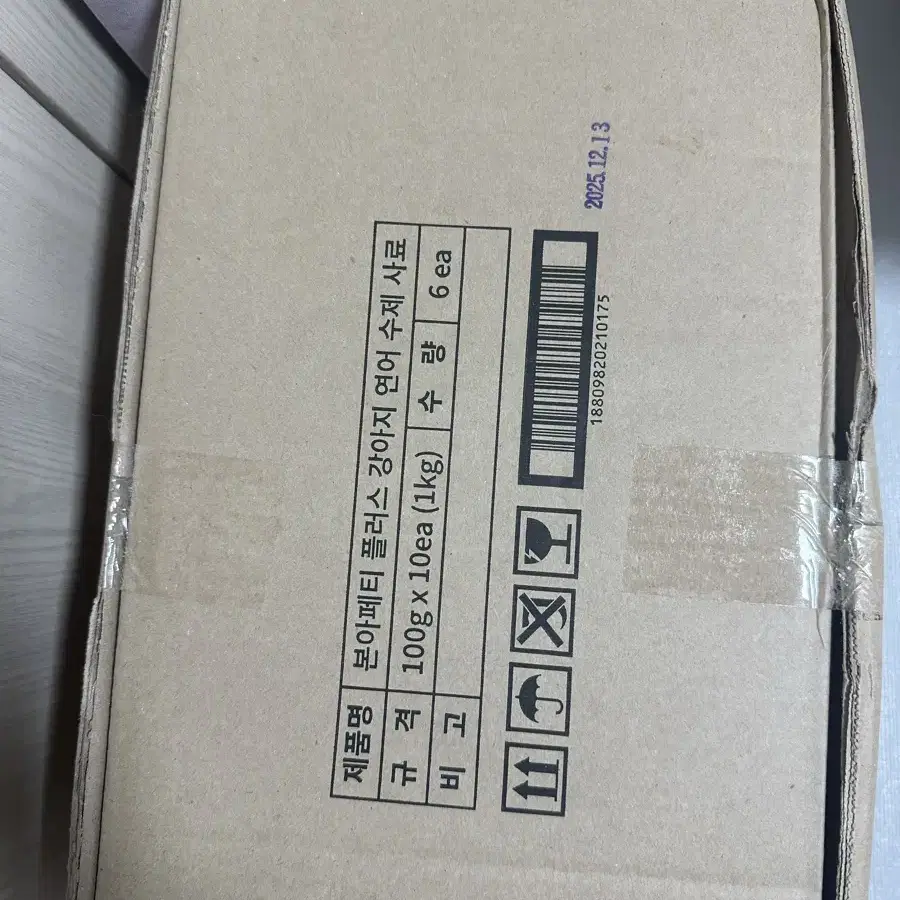 2025.12.13
제품명 본아페티 플러스 강아지 연어 수제 사료
규 격 100g x 10ea (1kg) 수 량 6 ea
비 고
18809820210175